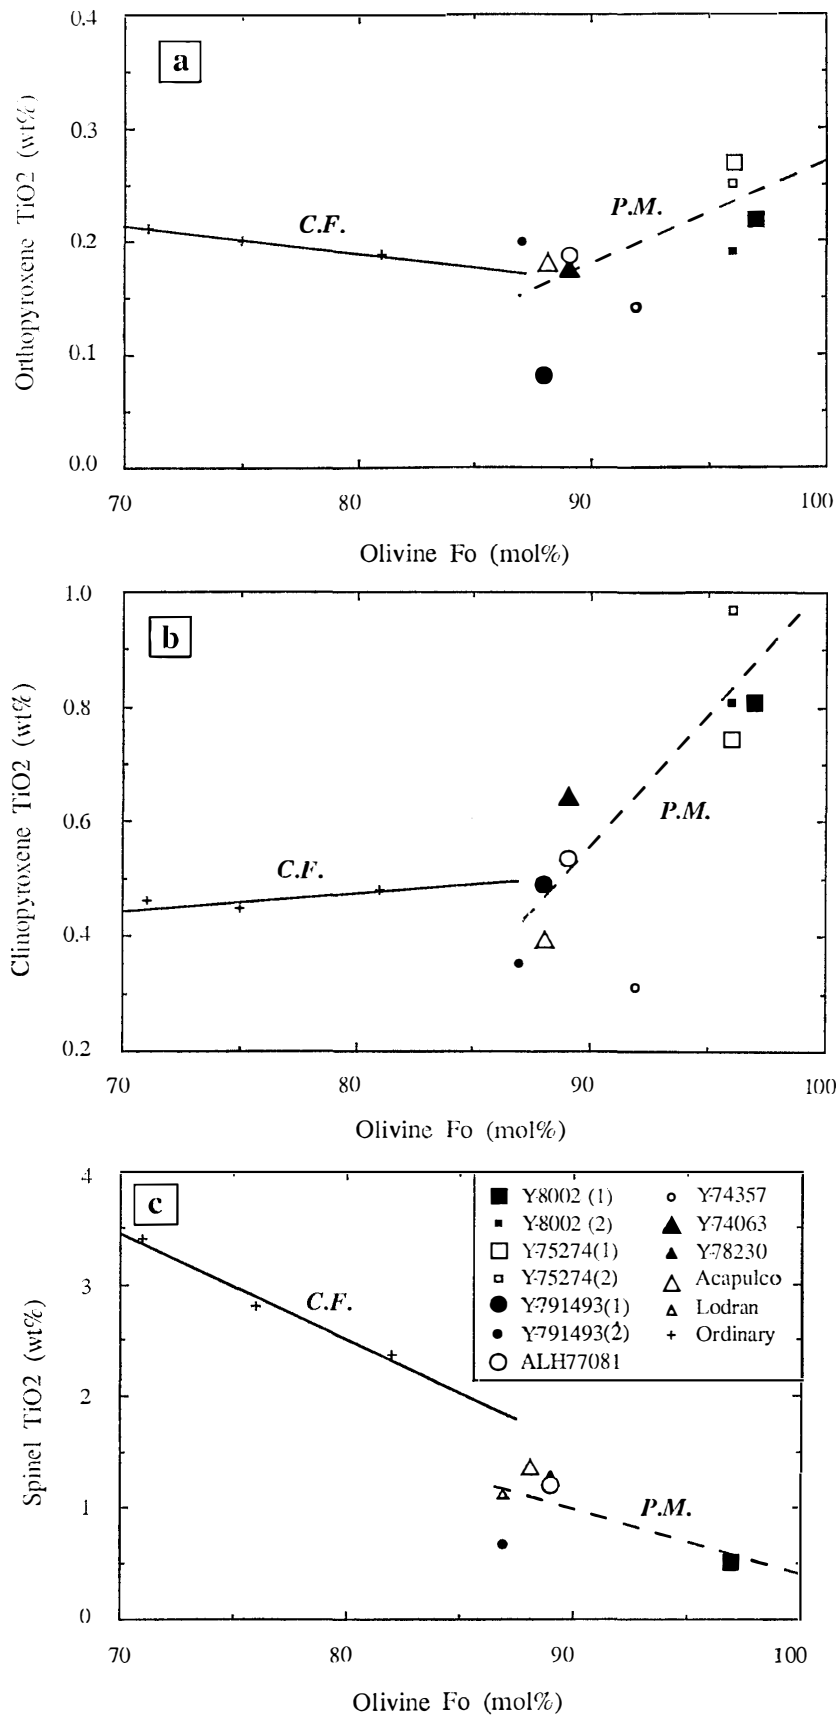 0.4
a
0.3
C.F.
P.M.
0.2
0.1
0.0
Orthopyroxene TiO2 (wt%)
70 80 90 100
Olivine Fo (mol%)
1.0
b
0.8
P.M.
0.6
C.F.
0.4
0.2
Clinopyroxene TiO2 (wt%)
70 80 90 100
Olivine Fo (mol%)
4
c
3
C.F.
2
P.M.
1
0
Spinel TiO2 (wt%)
Y-8002 (1)
Y-8002 (2)
Y-75274(1)
Y-75274(2)
Y-791493(1)
Y-791493(2)
ALH77081
Y-74357
Y-74063
Y-78230
Acapulco
Lodran
Ordinary
70 80 90 100
Olivine Fo (mol%)